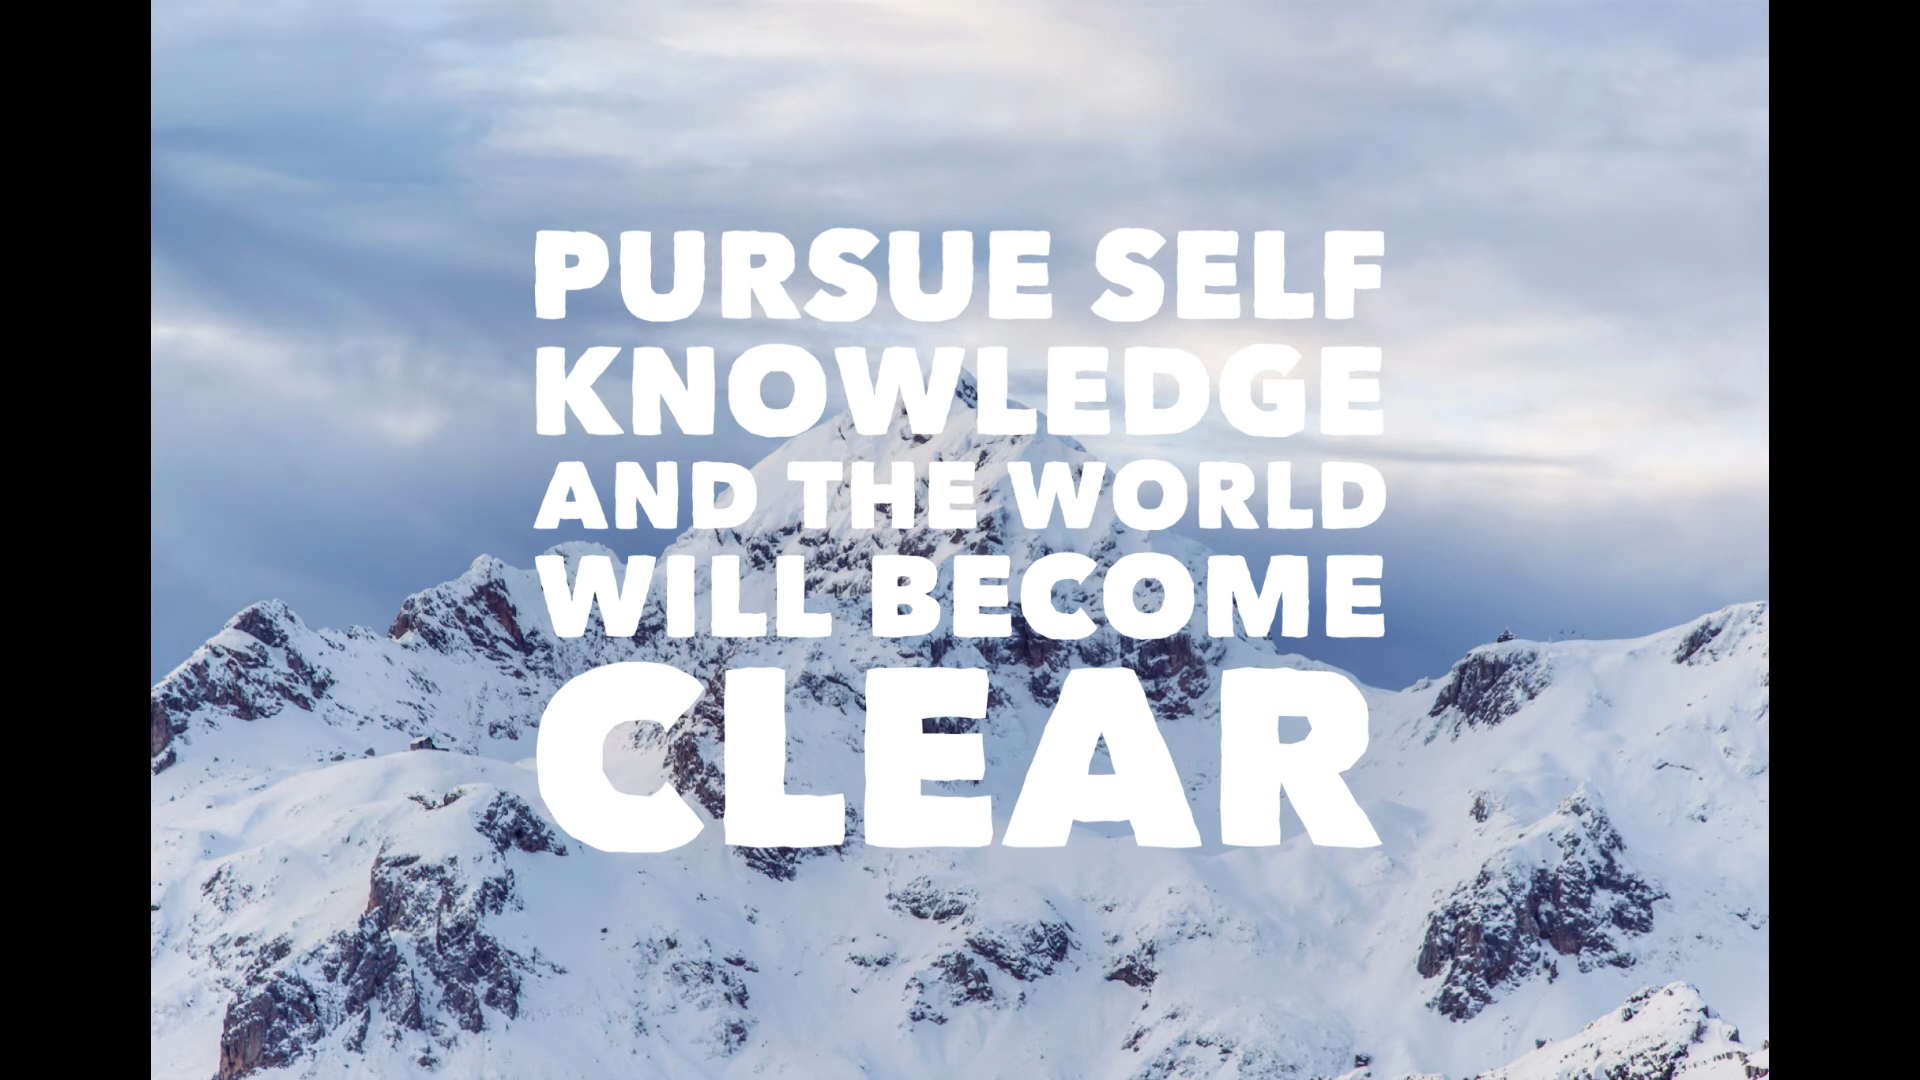 PURSUE SELF
KNOWLEDGE
AND THE WORLD
WILL BECOME
CLEAR